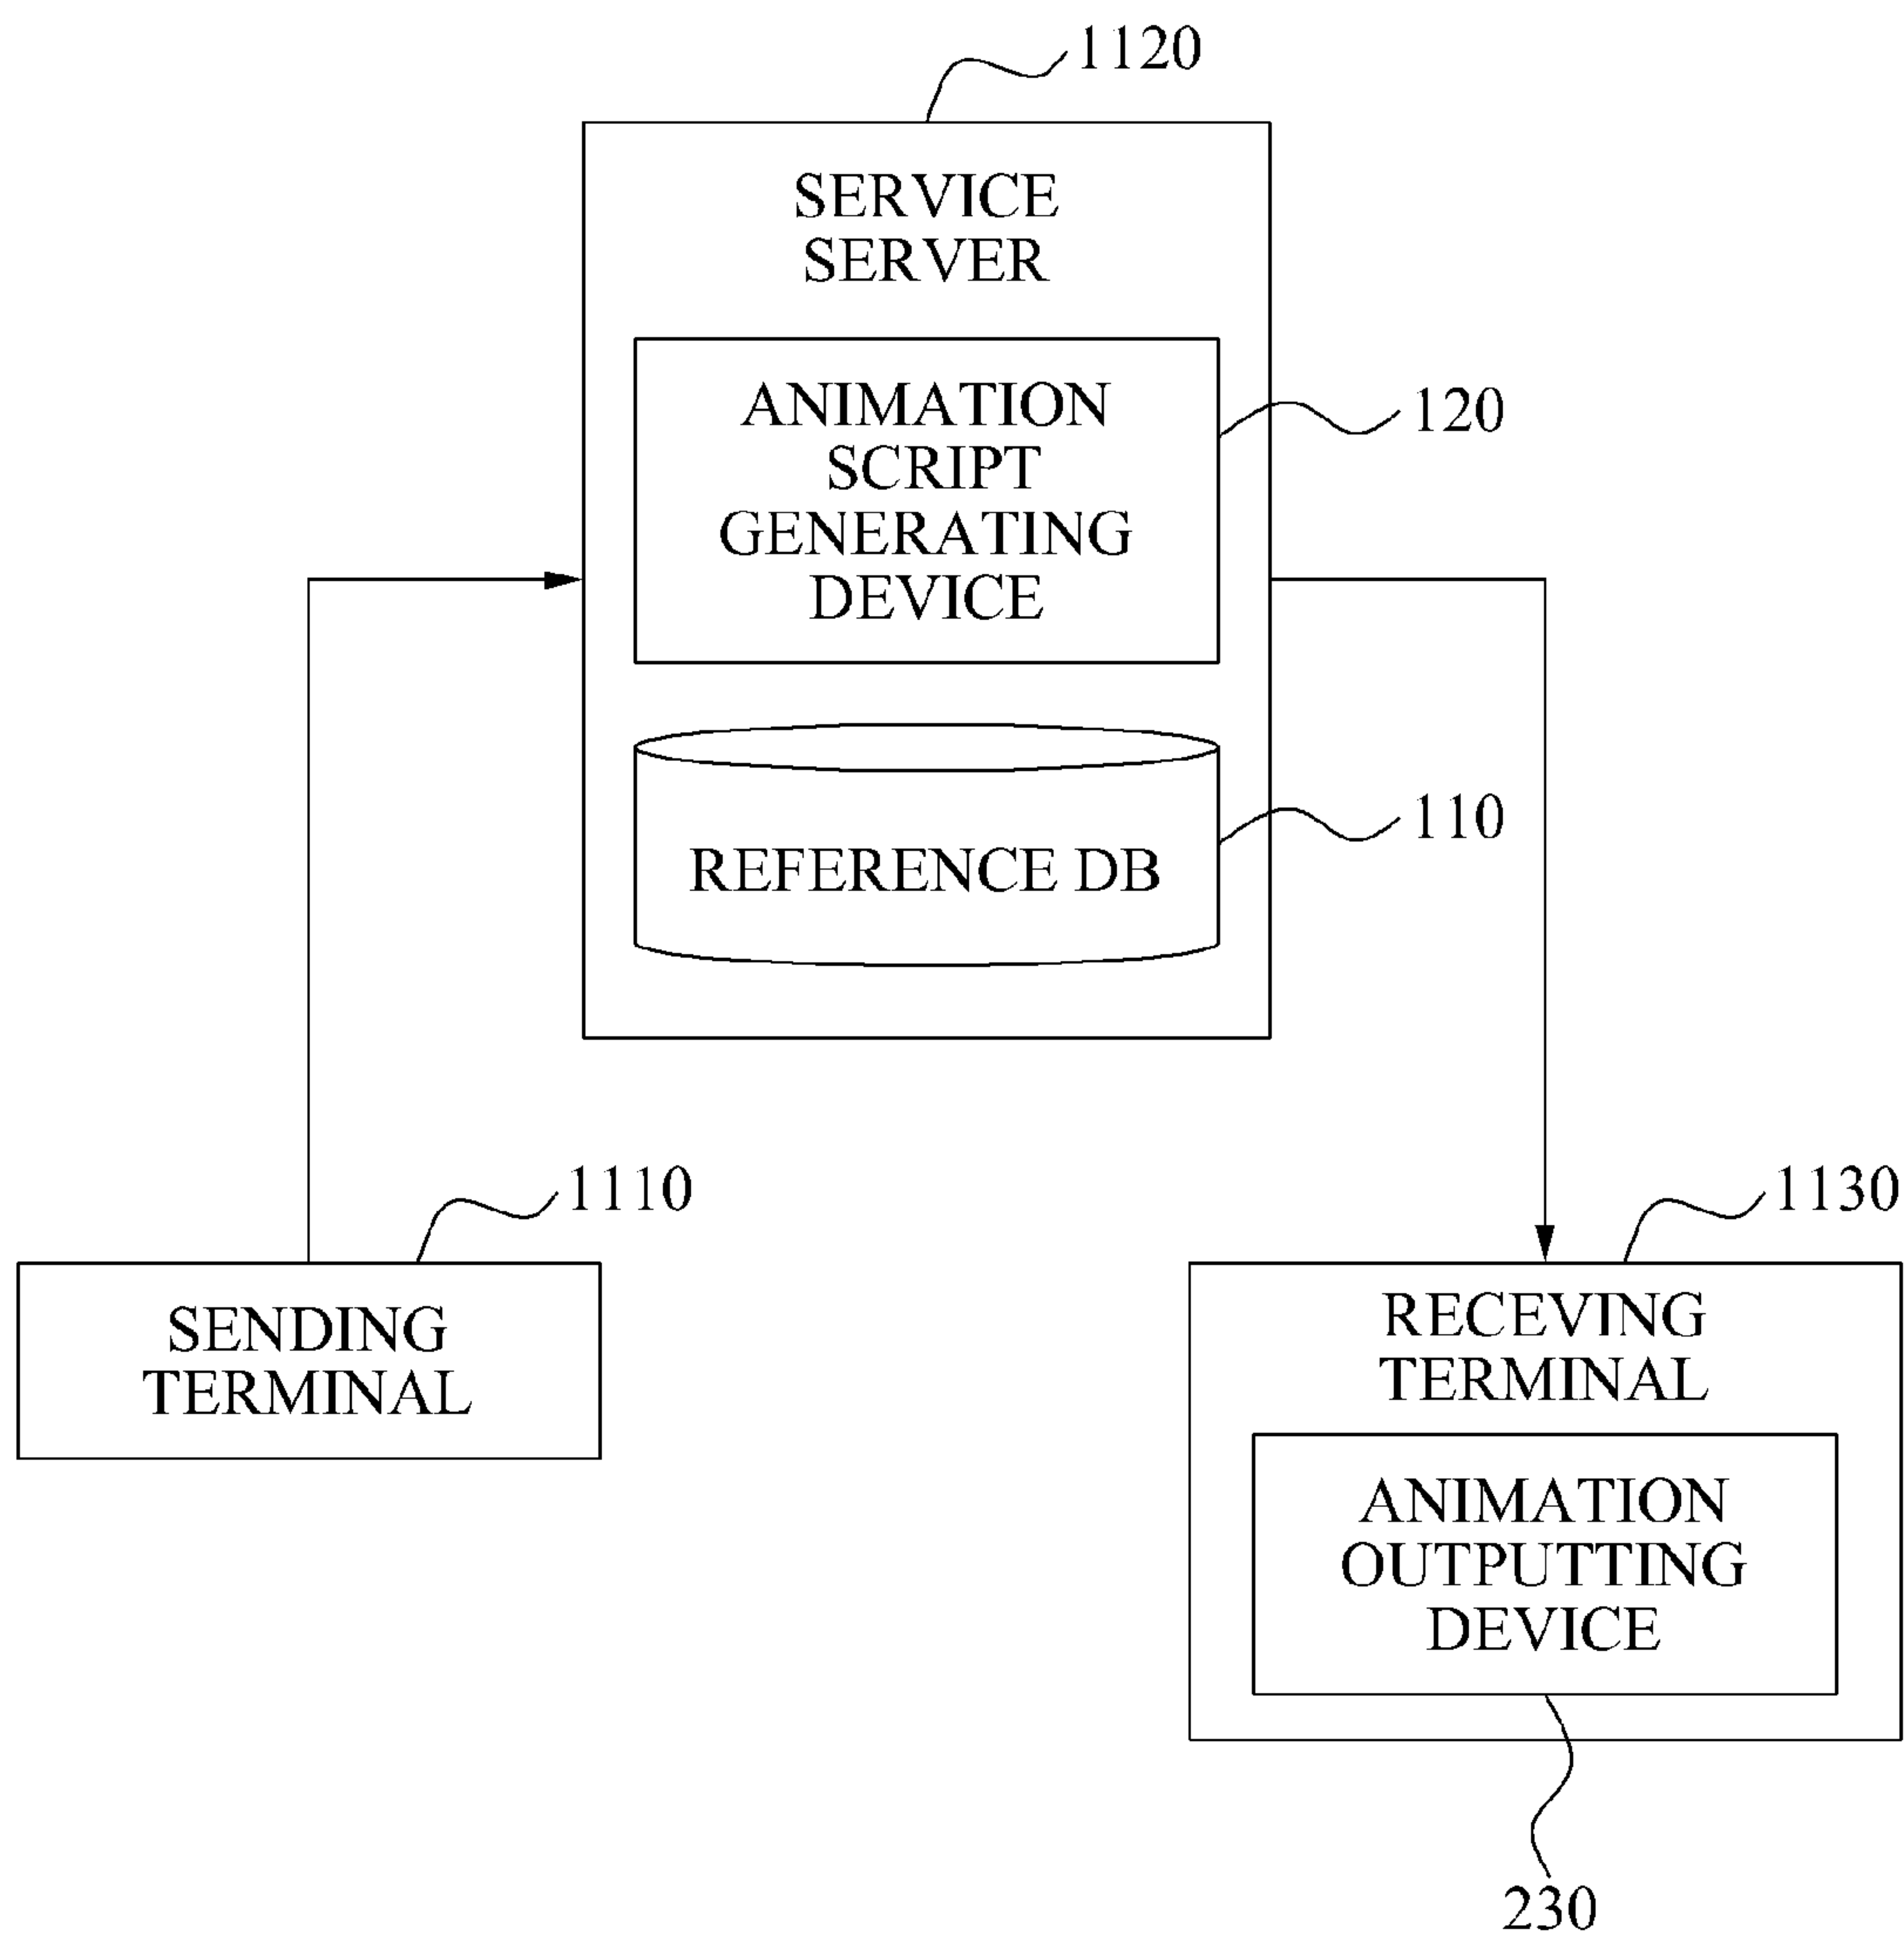 1120
SERVICE
SERVER
ANIMATION
SCRIPT
GENERATING
DEVICE
120
REFERENCE DB
110
1110
SENDING
TERMINAL
1130
RECEVING
TERMINAL
ANIMATION
OUTPUTTING
DEVICE
230